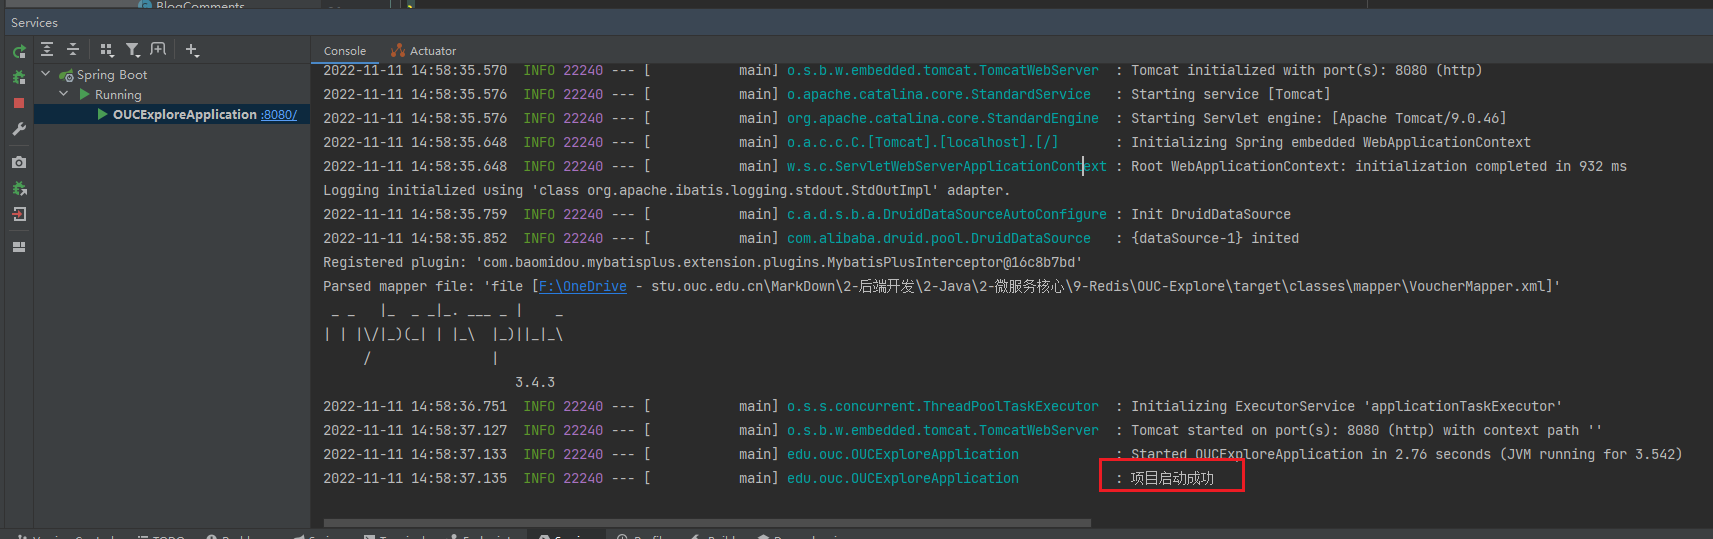 BlogComments
Services
Console
Actuator
Spring Boot
Running
OUCExploreApplication :8080/
2022-11-11 14:58:35.570  INFO 22240 --- [           main] o.s.b.w.embedded.tomcat.TomcatWebServer  : Tomcat initialized with port(s): 8080 (http)
2022-11-11 14:58:35.576  INFO 22240 --- [           main] o.apache.catalina.core.StandardService   : Starting service [Tomcat]
2022-11-11 14:58:35.576  INFO 22240 --- [           main] org.apache.catalina.core.StandardEngine  : Starting Servlet engine: [Apache Tomcat/9.0.46]
2022-11-11 14:58:35.648  INFO 22240 --- [           main] o.a.c.c.C.[Tomcat].[localhost].[/]       : Initializing Spring embedded WebApplicationContext
2022-11-11 14:58:35.648  INFO 22240 --- [           main] w.s.c.ServletWebServerApplicationContext : Root WebApplicationContext: initialization completed in 932 ms
Logging initialized using 'class org.apache.ibatis.logging.stdout.StdOutImpl' adapter.
2022-11-11 14:58:35.759  INFO 22240 --- [           main] c.a.d.s.b.a.DruidDataSourceAutoConfigure : Init DruidDataSource
2022-11-11 14:58:35.852  INFO 22240 --- [           main] com.alibaba.druid.pool.DruidDataSource   : {dataSource-1} inited
Registered plugin: 'com.baomidou.mybatisplus.extension.plugins.MybatisPlusInterceptor@16c8b7bd'
Parsed mapper file: 'file [F:\OneDrive - stu.ouc.edu.cn\MarkDown\2-后端开发\2-Java\2-微服务核心\9-Redis\OUC-Explore\target\classes\mapper\VoucherMapper.xml]'
 _ _   |_  _ _|_. ___ _ |    _
| | |\/|_)(_| | |_\  |_)||_|_\
     /               |
                        3.4.3
2022-11-11 14:58:36.751  INFO 22240 --- [           main] o.s.s.concurrent.ThreadPoolTaskExecutor  : Initializing ExecutorService 'applicationTaskExecutor'
2022-11-11 14:58:37.127  INFO 22240 --- [           main] o.s.b.w.embedded.tomcat.TomcatWebServer  : Tomcat started on port(s): 8080 (http) with context path ''
2022-11-11 14:58:37.133  INFO 22240 --- [           main] edu.ouc.OUCExploreApplication            : Started OUCExploreApplication in 2.76 seconds (JVM running for 3.542)
2022-11-11 14:58:37.135  INFO 22240 --- [           main] edu.ouc.OUCExploreApplication            : 项目启动成功